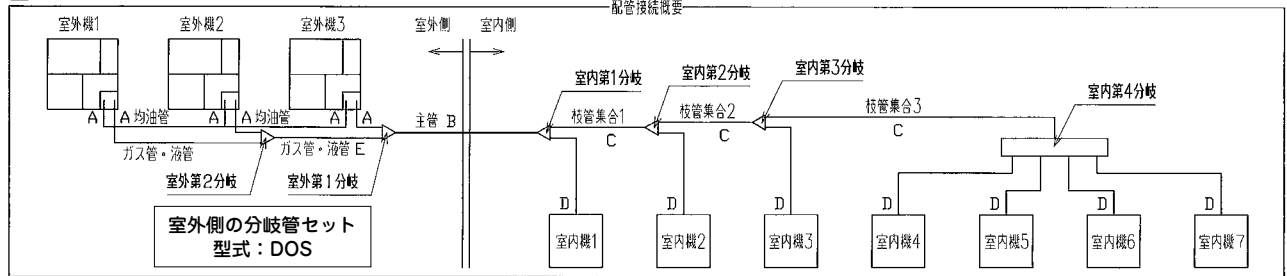 配管接続概要
室外機1
室外機2
室外機3
室外側
室内側
室内第1分岐
室内第2分岐
室内第3分岐
室内第4分岐
A
A 均油管
A
A 均油管
A
A
主管 B
枝管集合1
C
枝管集合2
C
枝管集合3
C
ガス管・液管
ガス管・液管 E
室外第2分岐
室外第1分岐
室外側の分岐管セット
型式：DOS
D
D
D
D
D
D
D
室内機1
室内機2
室内機3
室内機4
室内機5
室内機6
室内機7